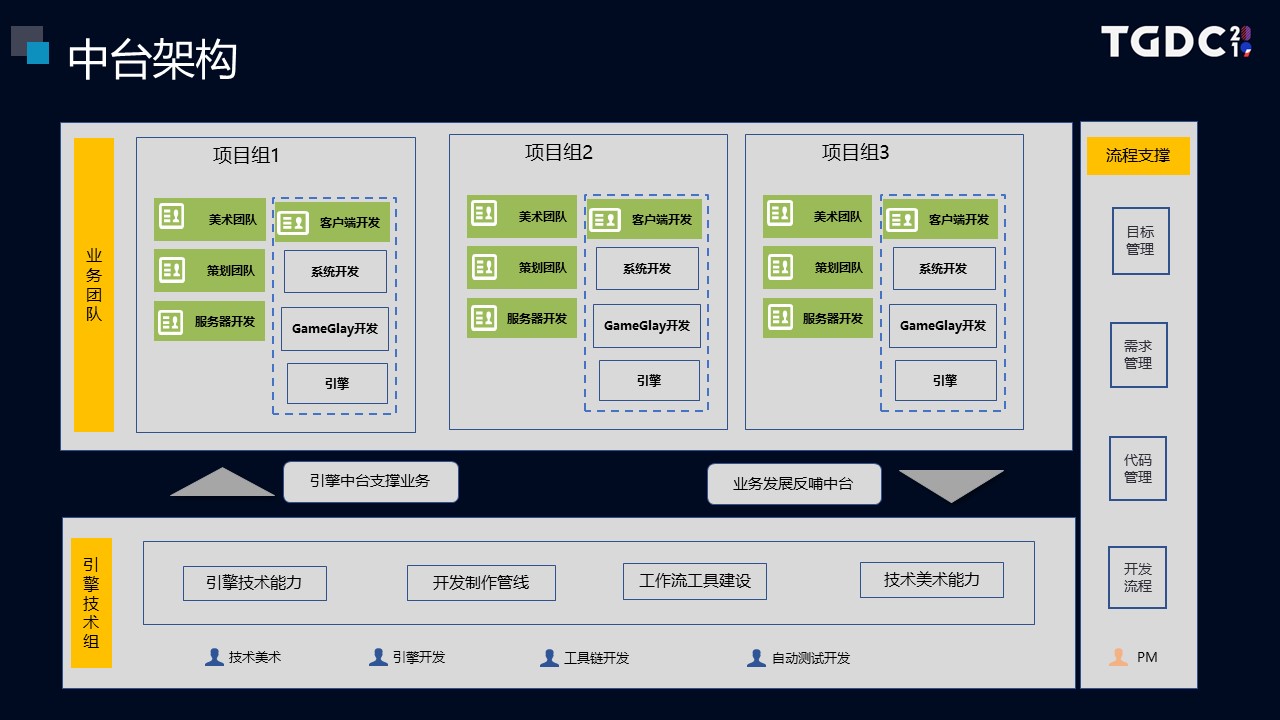 中台架构
TGDC 2019
业务团队
项目组1
美术团队
策划团队
服务器开发
客户端开发
系统开发
GameGlay开发
引擎
项目组2
美术团队
策划团队
服务器开发
客户端开发
系统开发
GameGlay开发
引擎
项目组3
美术团队
策划团队
服务器开发
客户端开发
系统开发
GameGlay开发
引擎
引擎中台支撑业务
业务发展反哺中台
引擎技术组
引擎技术能力
开发制作管线
工作流工具建设
技术美术能力
技术美术
引擎开发
工具链开发
自动测试开发
流程支撑
目标
管理
需求
管理
代码
管理
开发
流程
PM